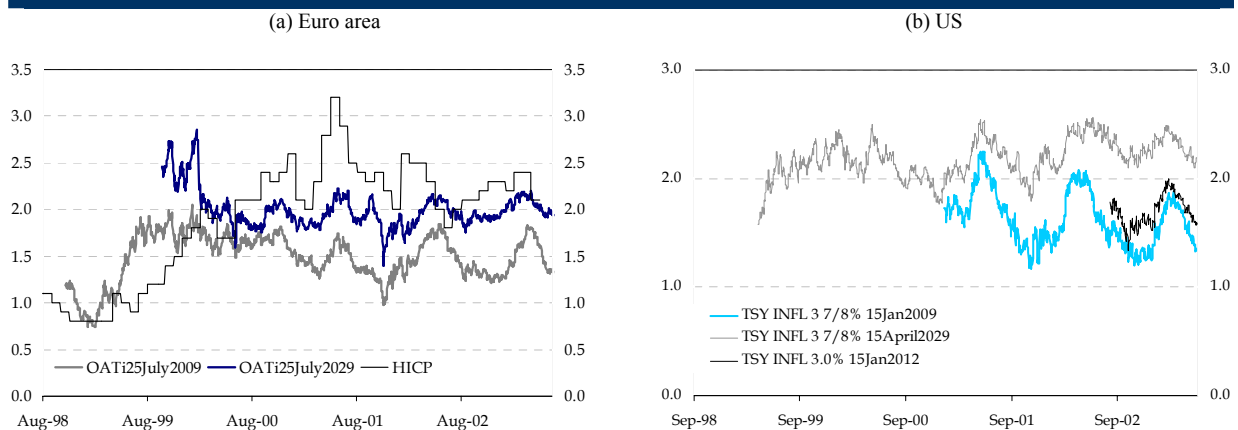 (a) Euro area
3.5 3.5
3.0 3.0
2.5 2.5
2.0 2.0
1.5 1.5
1.0 1.0
0.5 0.5
0.0 0.0
OATi25July2009 OATi25July2029 HICP
Aug-98 Aug-99 Aug-00 Aug-01 Aug-02
(b) US
3.0 3.0
2.0 2.0
1.0 1.0
TSY INFL 3 7/8% 15Jan2009
TSY INFL 3 7/8% 15April2029
TSY INFL 3.0% 15Jan2012
0.0 0.0
Sep-98 Sep-99 Sep-00 Sep-01 Sep-02